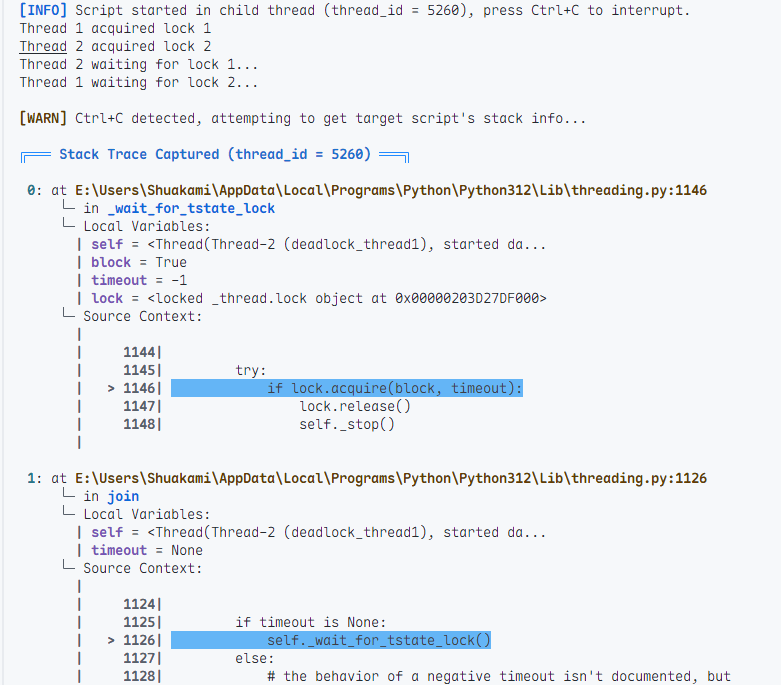 [INFO] Script started in child thread (thread_id = 5260), press Ctrl+C to interrupt.
Thread 1 acquired lock 1
Thread 2 acquired lock 2
Thread 2 waiting for lock 1...
Thread 1 waiting for lock 2...
[WARN] Ctrl+C detected, attempting to get target script's stack info...
╔══ Stack Trace Captured (thread_id = 5260) ══╗
0: at E:\Users\Shuakami\AppData\Local\Programs\Python\Python312\Lib\threading.py:1146
└─ in _wait_for_tstate_lock
└─ Local Variables:
| self = <Thread(Thread-2 (deadlock_thread1), started da...
| block = True
| timeout = -1
| lock = <locked _thread.lock object at 0x00000203D27DF000>
└─ Source Context:
|
| 1144|
| 1145| try:
| > 1146| if lock.acquire(block, timeout):
| 1147| lock.release()
| 1148| self._stop()
|
1: at E:\Users\Shuakami\AppData\Local\Programs\Python\Python312\Lib\threading.py:1126
└─ in join
└─ Local Variables:
| self = <Thread(Thread-2 (deadlock_thread1), started da...
| timeout = None
└─ Source Context:
|
| 1124|
| 1125| if timeout is None:
| > 1126| self._wait_for_tstate_lock()
| 1127| else:
| 1128| # the behavior of a negative timeout isn't documented, but